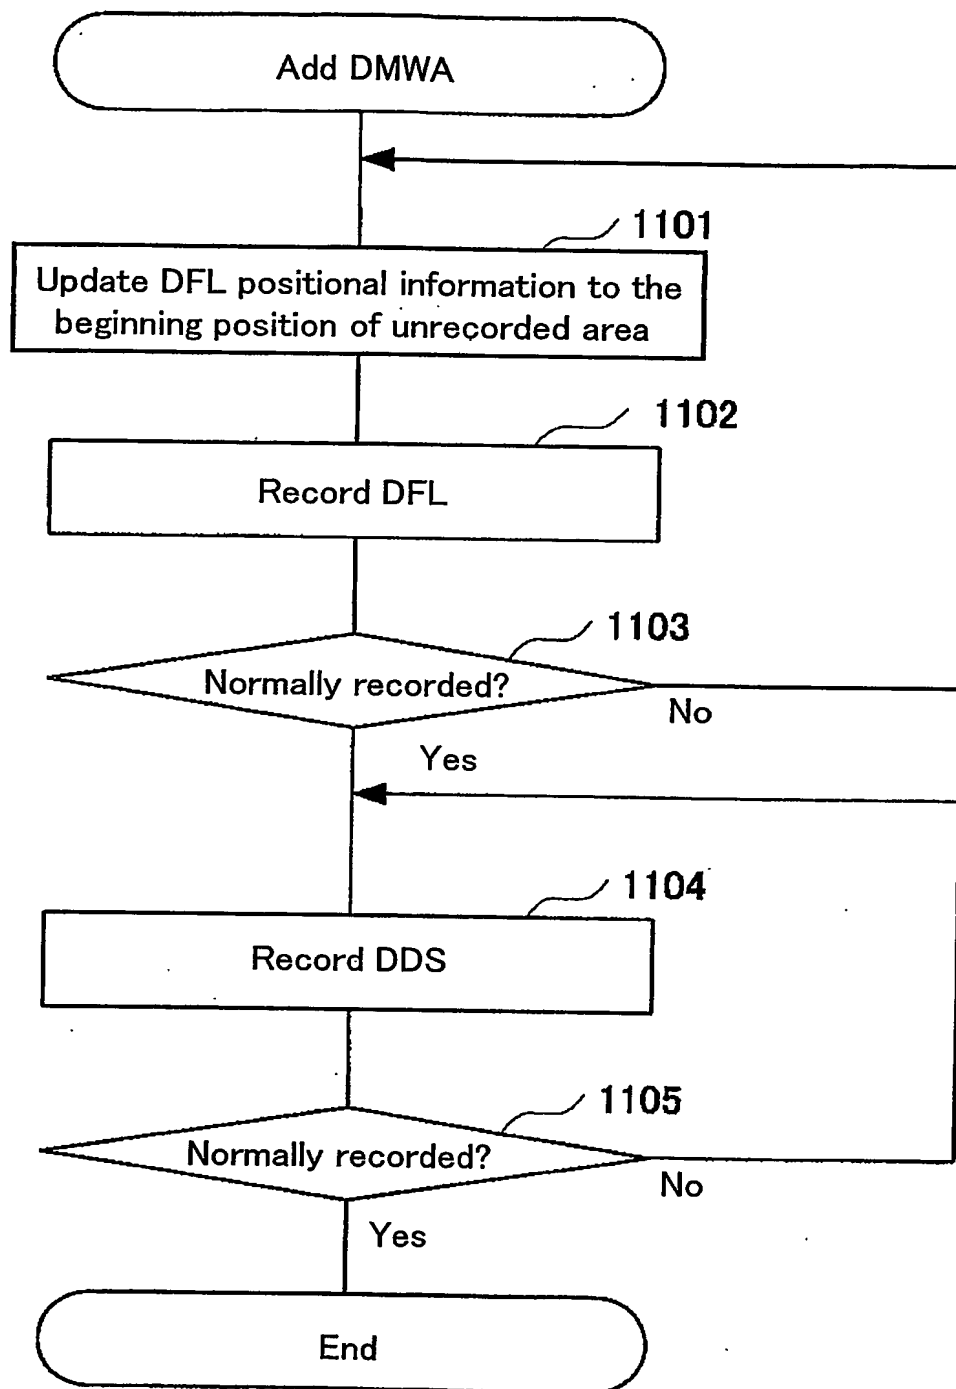 Add DMWA
1101
Update DFL positional information to the
beginning position of unrecorded area
1102
Record DFL
1103
Normally recorded?
No
Yes
1104
Record DDS
1105
Normally recorded?
No
Yes
End